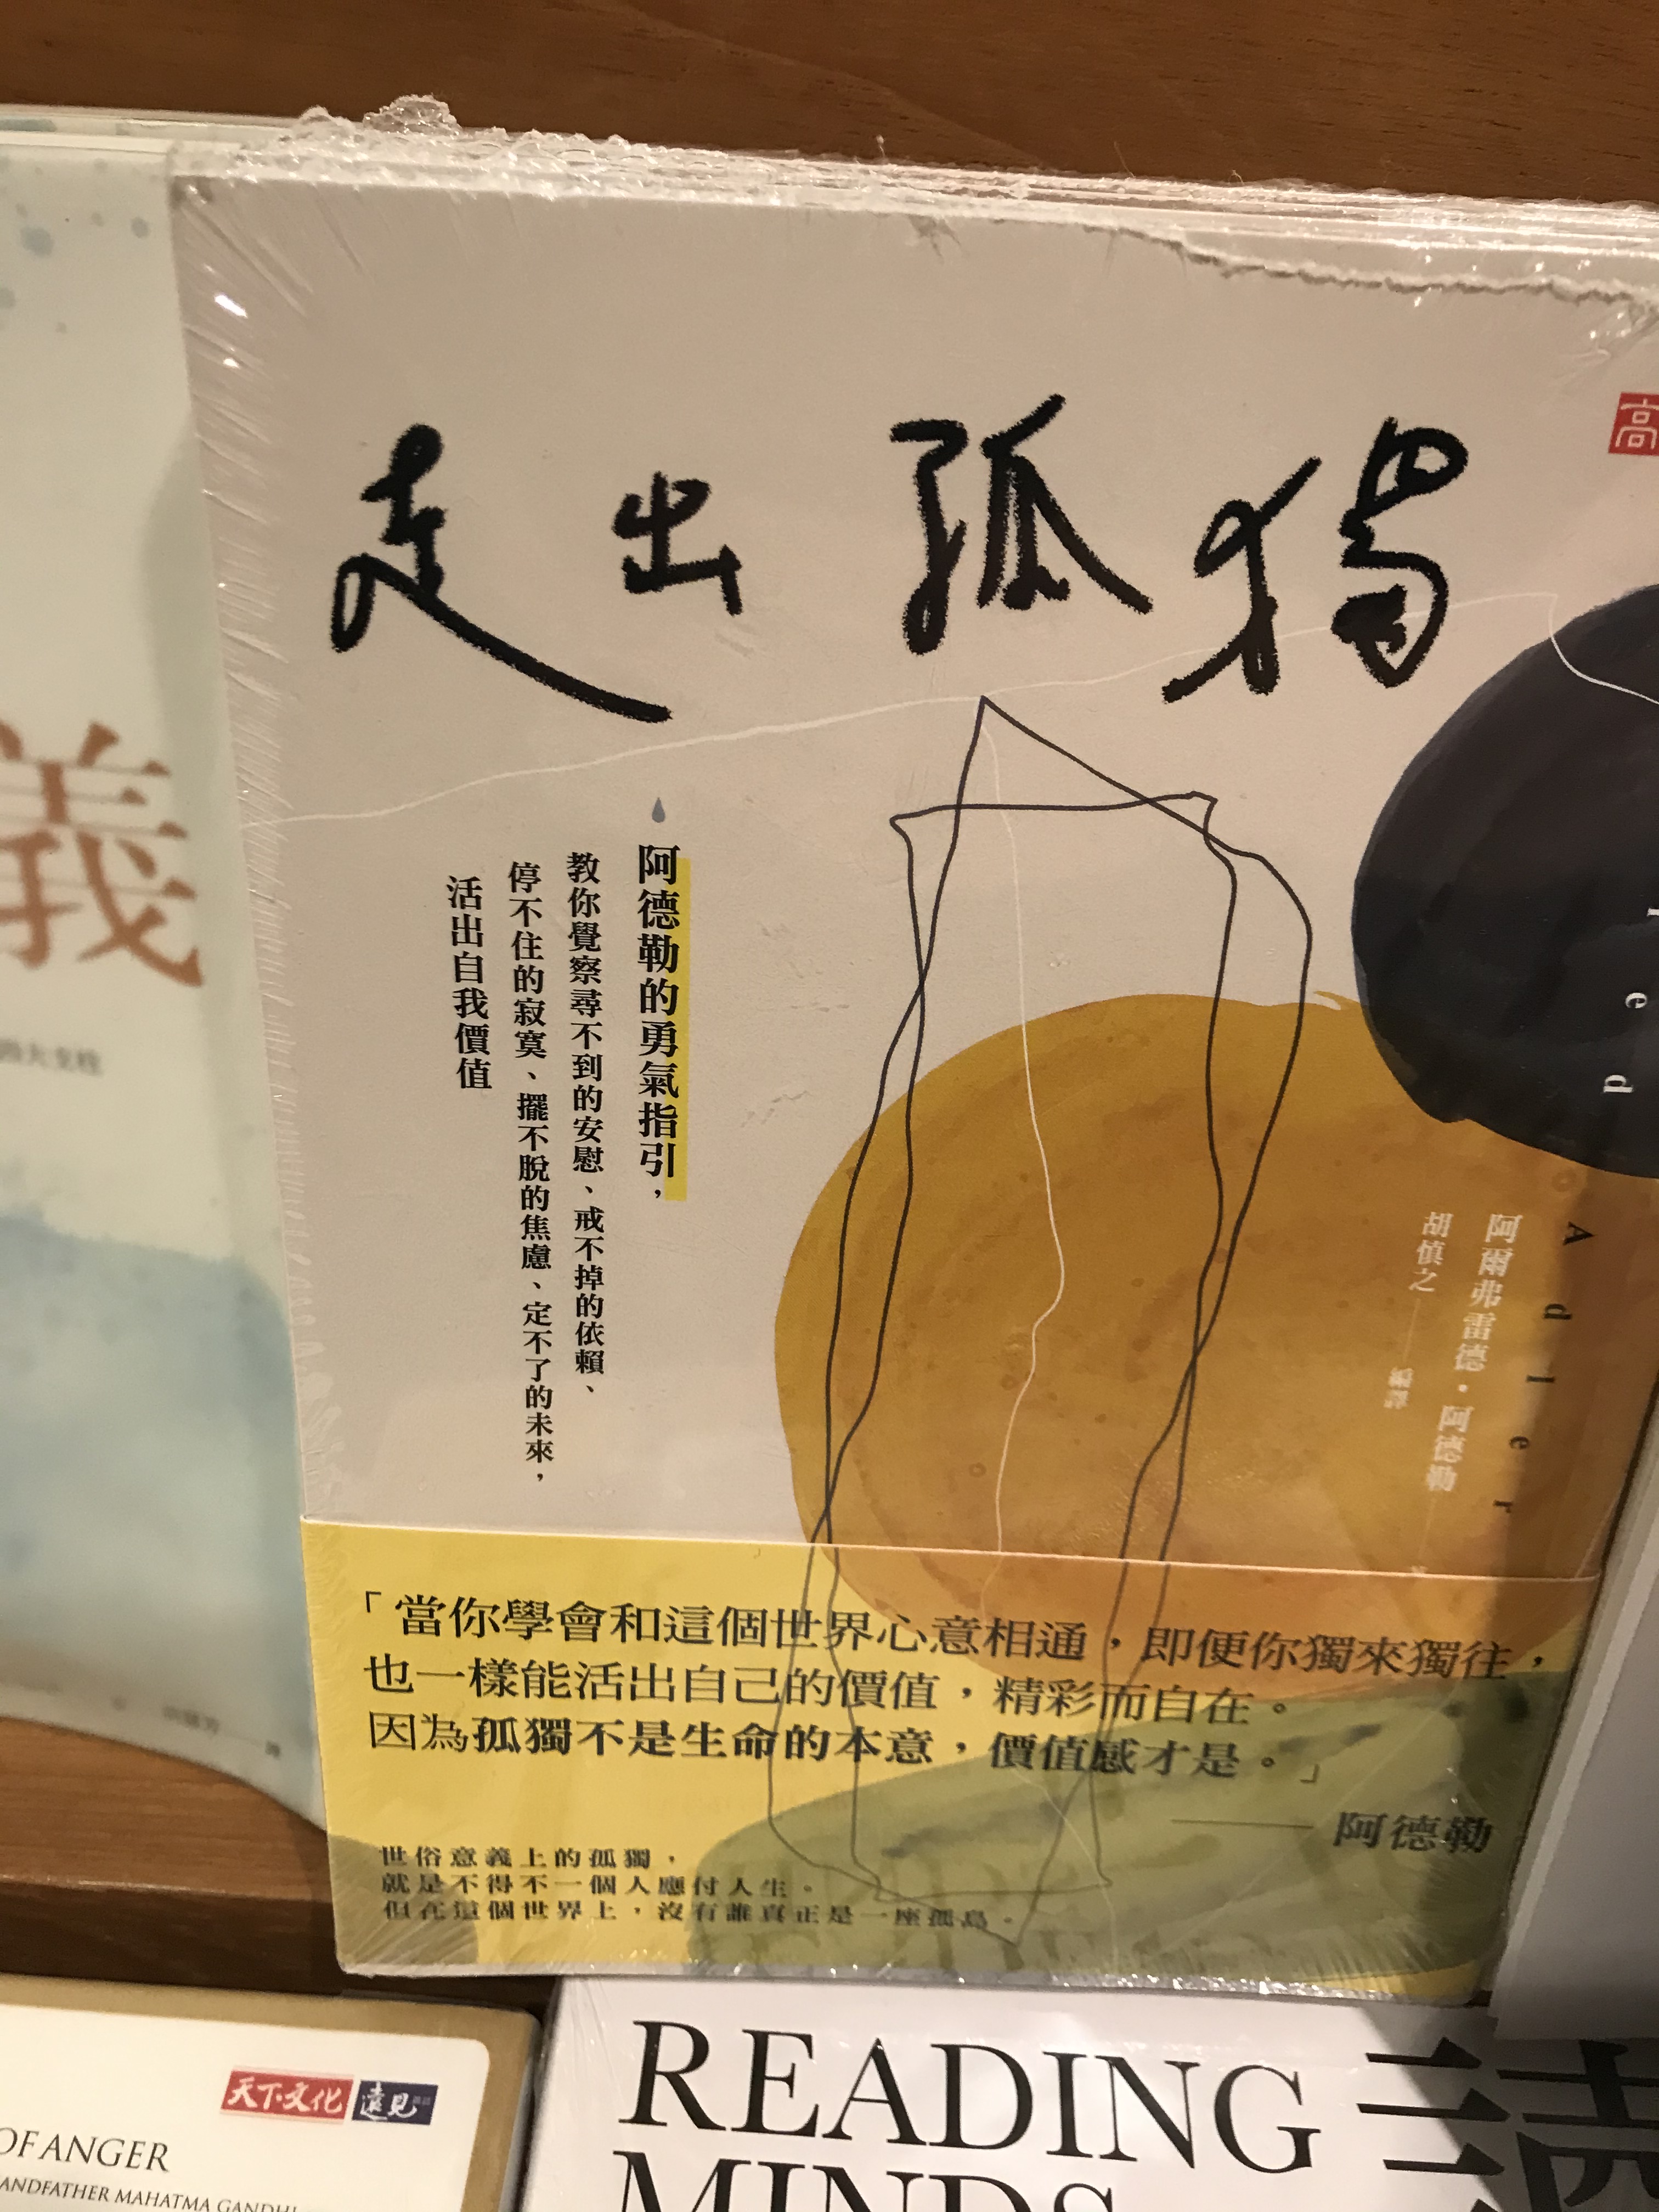 走出孤獨
高
阿德勒的勇氣指引，
教你覺察尋不到的安慰、戒不掉的依賴、
停不住的寂寞、擺不脫的焦慮、定不了的未來，
活出自我價值
red
Adler
阿爾弗雷德・阿德勒
胡慎之 編譯
「當你學會和這個世界心意相通，即便你獨來獨往，
也一樣能活出自己的價值，精彩而自在。
因為孤獨不是生命的本意，價值感才是。」
阿德勒
世俗意義上的孤獨，
就是不得不一個人應付人生。
但在這個世界上，沒有誰真正是一座孤島。
義
天下文化 遠見
OF ANGER
ANDFATHER MAHATMA GANDHI
READING
MINDS
讀